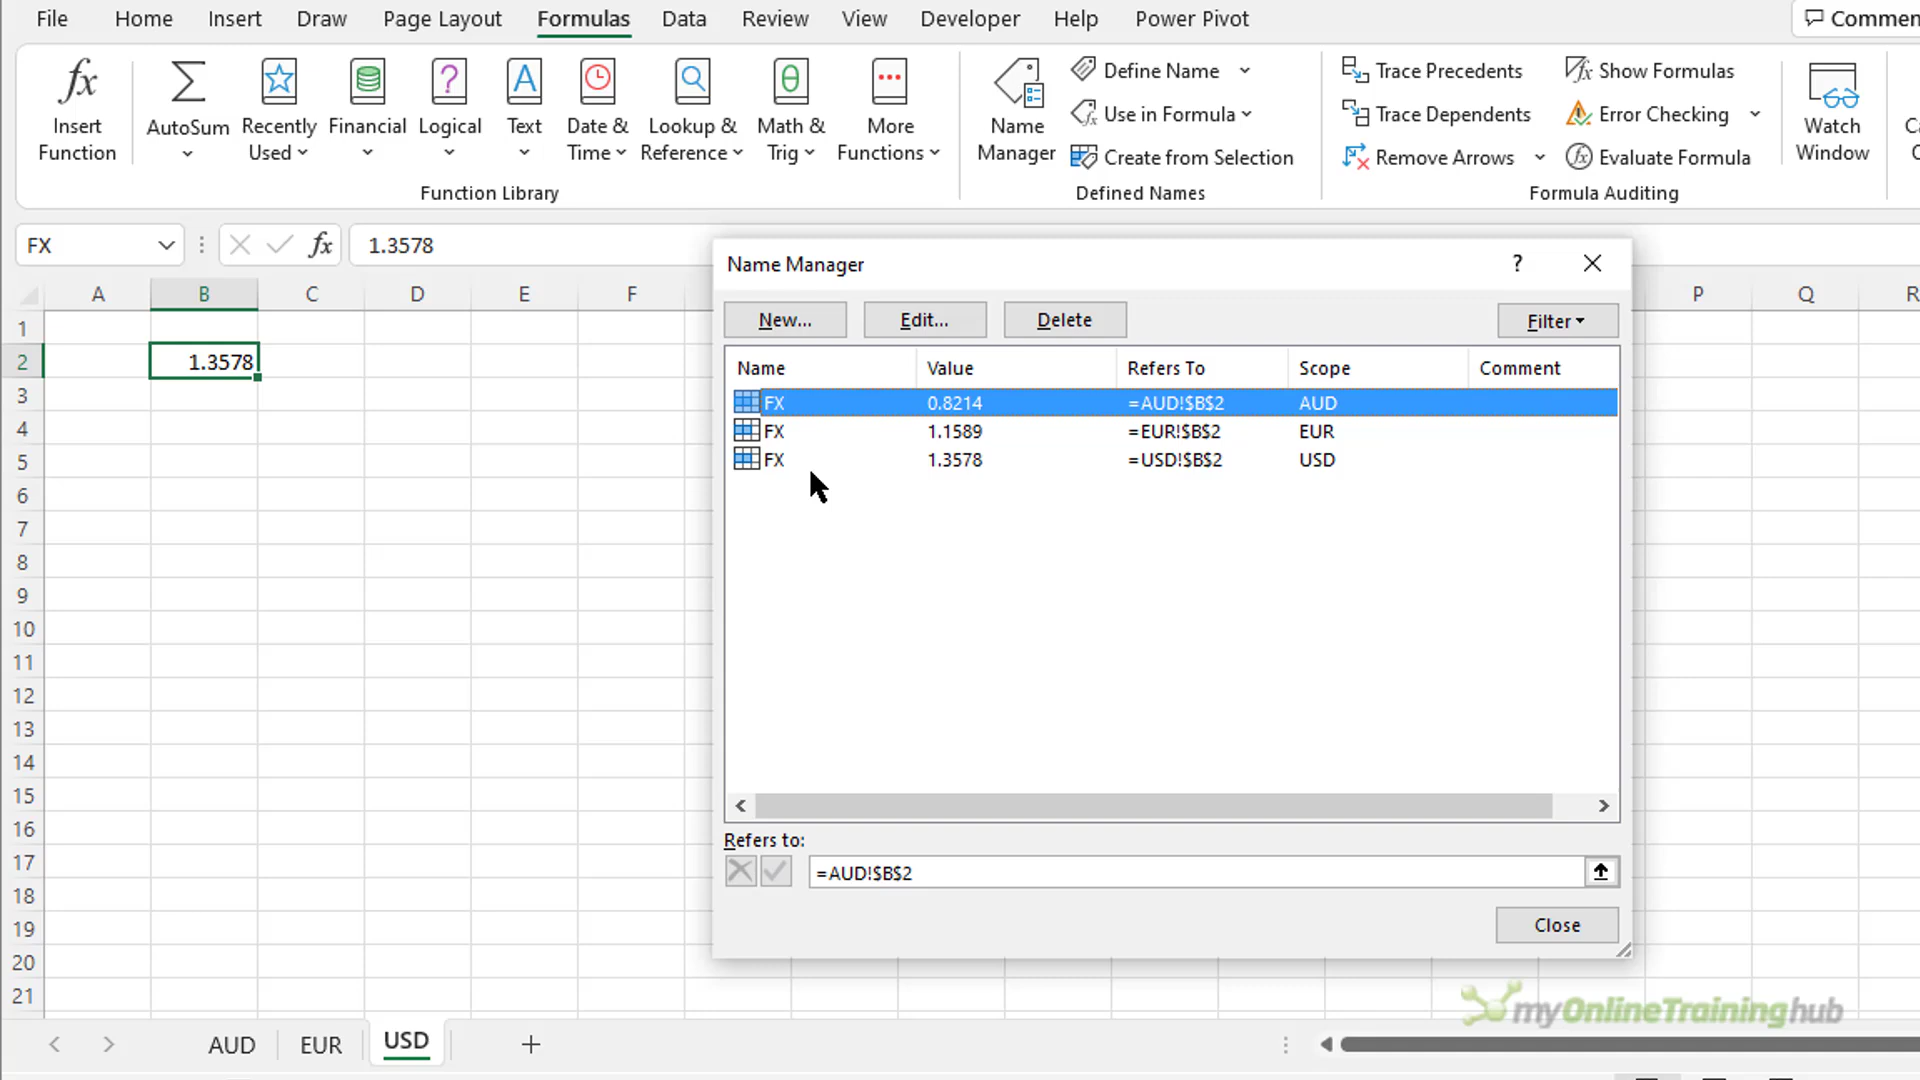 File Home Insert Draw Page Layout Formulas Data Review View Developer Help Power Pivot
fx Insert Function
AutoSum
Recently Used
Financial
Logical
Text
Date & Time
Lookup & Reference
Math & Trig
More Functions
Function Library
Name Manager
Define Name
Use in Formula
Create from Selection
Defined Names
Trace Precedents
Trace Dependents
Remove Arrows
Show Formulas
Error Checking
Evaluate Formula
Formula Auditing
Watch Window
FX fx 1.3578
A B C D E F P Q R
1
2 1.3578
3
4
5
6
7
8
9
10
11
12
13
14
15
16
17
18
19
20
21
Name Manager ?
New... Edit... Delete Filter
Name Value Refers To Scope Comment
FX 0.8214 =AUD!$B$2 AUD
FX 1.1589 =EUR!$B$2 EUR
FX 1.3578 =USD!$B$2 USD
Refers to:
=AUD!$B$2
Close
myOnlineTraininghub
AUD EUR USD